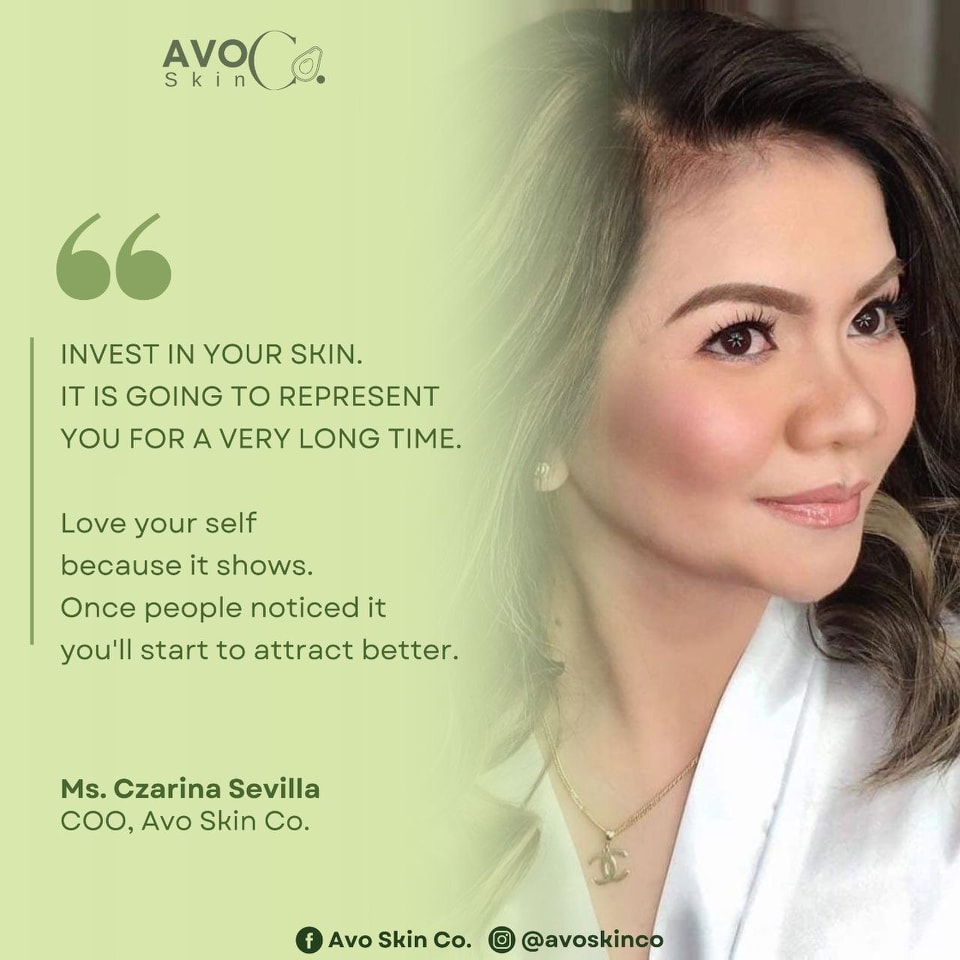 AVO Co.
Skin
INVEST IN YOUR SKIN.
IT IS GOING TO REPRESENT
YOU FOR A VERY LONG TIME.
Love your self
because it shows.
Once people noticed it
you'll start to attract better.
Ms. Czarina Sevilla
COO, Avo Skin Co.
Avo Skin Co. @avoskinco